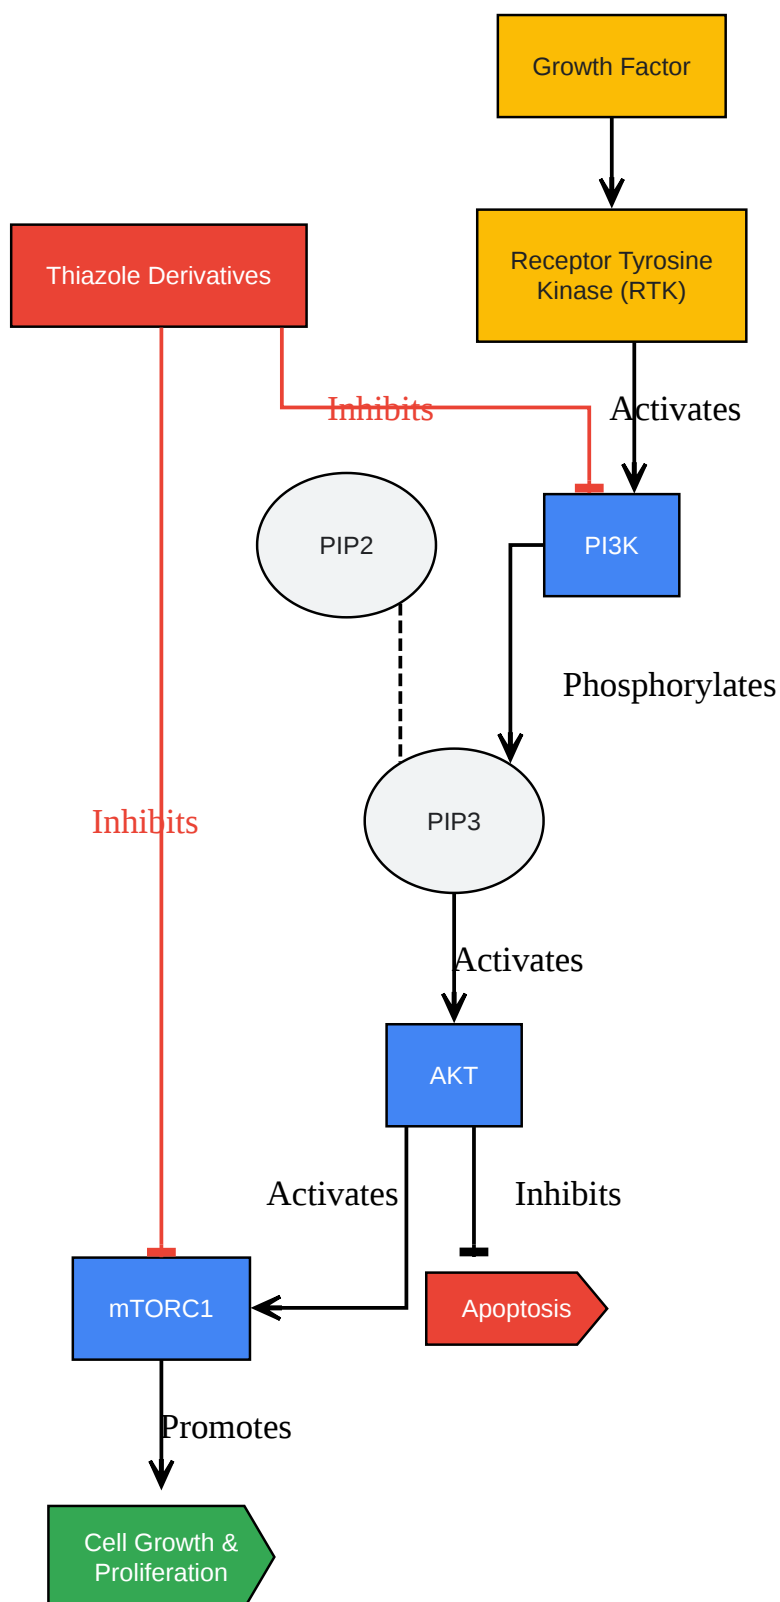 Growth Factor
Receptor Tyrosine
Kinase (RTK)
Thiazole Derivatives
Inhibits
Activates
PIP2
PI3K
Phosphorylates
Inhibits
PIP3
Activates
AKT
Activates
Inhibits
mTORC1
Apoptosis
Promotes
Cell Growth &
Proliferation